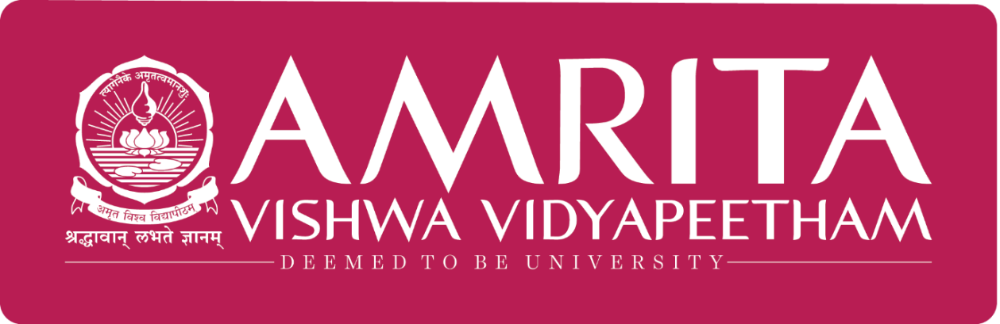 त्यागेनैके अमृतत्वमानशुः
अमृत विश्व विद्यापीठम्
श्रद्धावान् लभते ज्ञानम्
AMRITA
VISHWA VIDYAPEETHAM
DEEMED TO BE UNIVERSITY